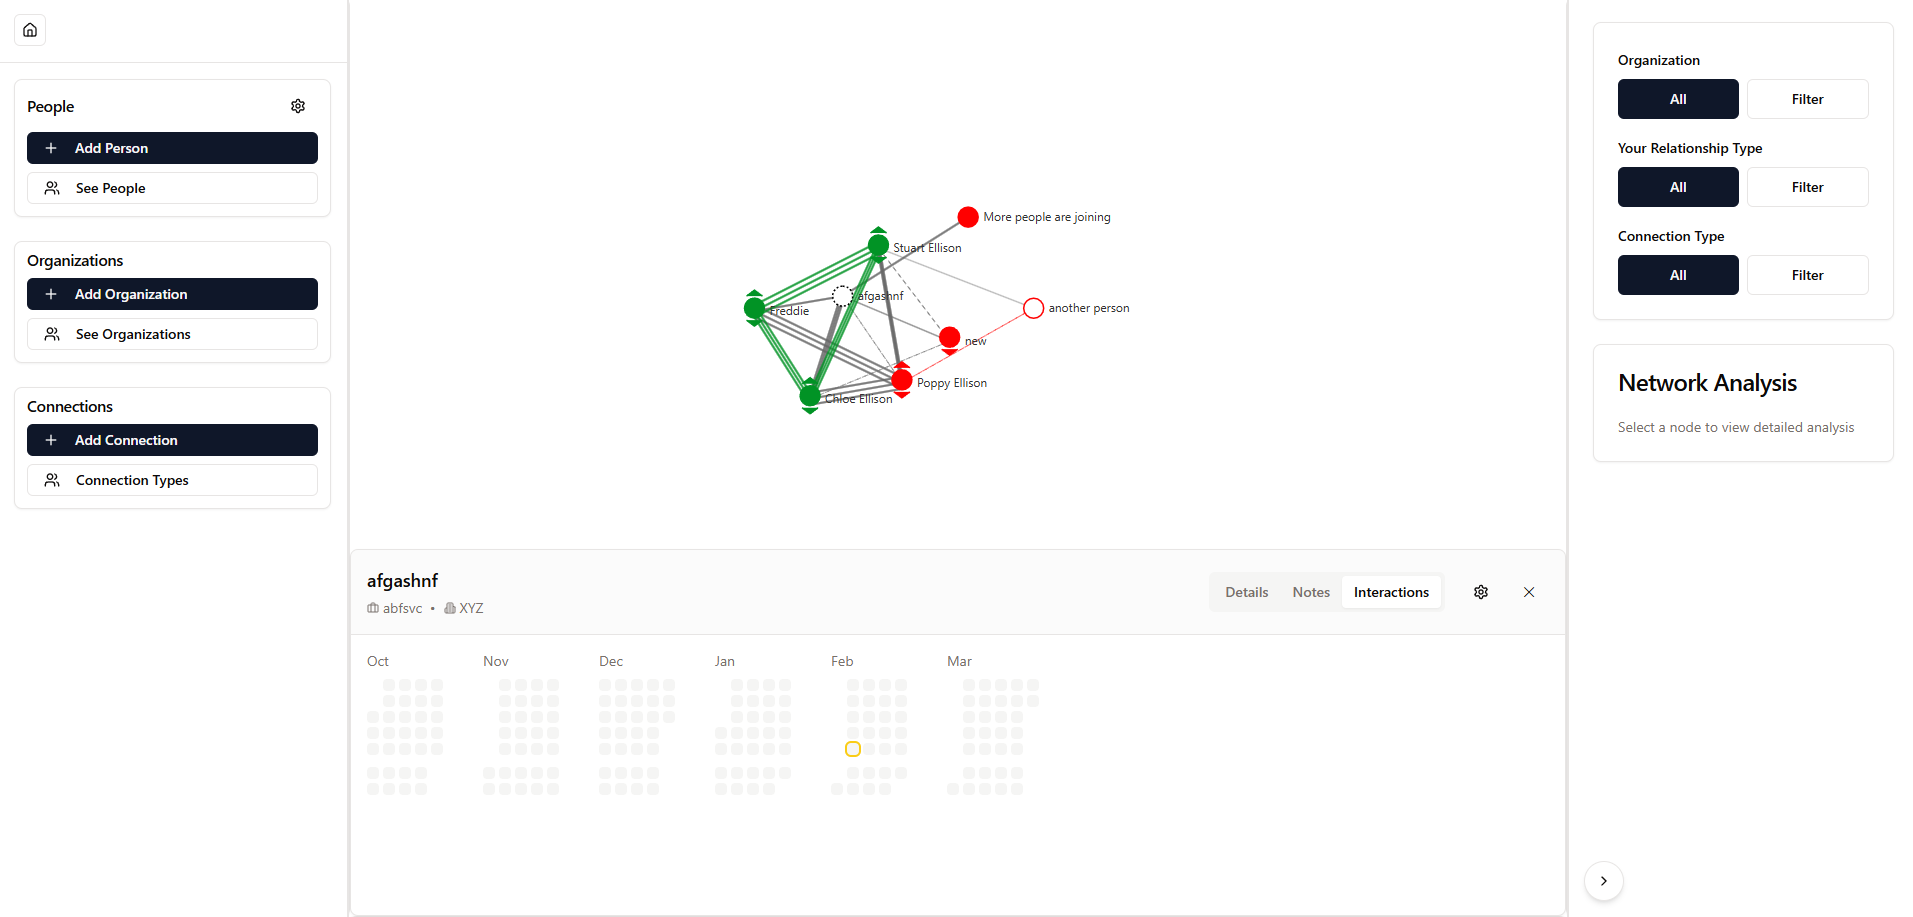 People
Add Person
See People
Organizations
Add Organization
See Organizations
Connections
Add Connection
Connection Types
More people are joining
Stuart Ellison
afgashnf
Freddie
another person
new
Poppy Ellison
Chloe Ellison
afgashnf
abfsvc • XYZ
Details Notes Interactions
Oct Nov Dec Jan Feb Mar
Organization
All Filter
Your Relationship Type
All Filter
Connection Type
All Filter
Network Analysis
Select a node to view detailed analysis